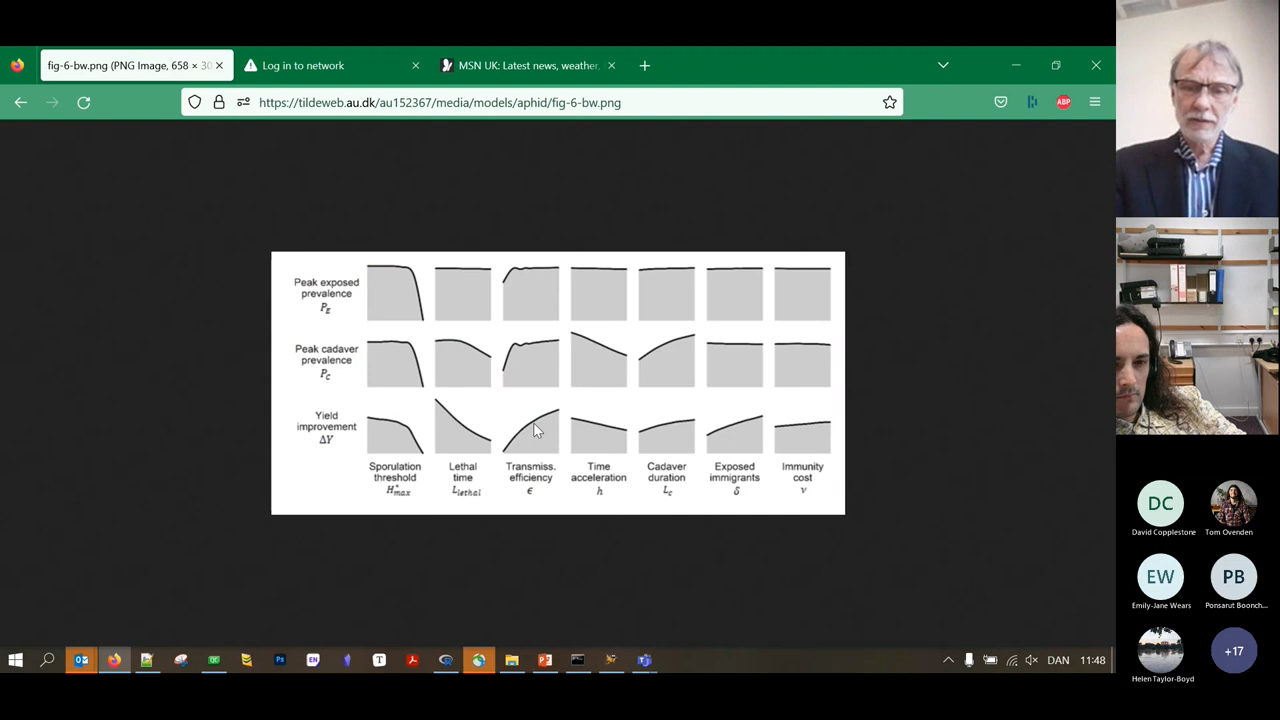 fig-6-bw.png (PNG Image, 658 × 30
Log in to network
MSN UK: Latest news, weather,
https://tildeweb.au.dk/au152367/media/models/aphid/fig-6-bw.png
ABP
Peak exposed
prevalence
P_E
Peak cadaver
prevalence
P_C
Yield
improvement
ΔY
Sporulation
threshold
H*max
Lethal
time
L_lethal
Transmiss.
efficiency
ϵ
Time
acceleration
h
Cadaver
duration
L_c
Exposed
immigrants
δ
Immunity
cost
v
DC
David Copplestone
Tom Ovenden
EW
Emily-Jane Wears
PB
Ponsarut Boonch...
Helen Taylor-Boyd
+17
EN
T
DAN
11:48